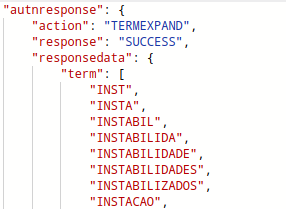 "autnresponse": {
"action": "TERMEXPAND",
"response": "SUCCESS",
"responsedata": {
"term": [
"INST",
"INSTA",
"INSTABIL",
"INSTABILIDA",
"INSTABILIDADE",
"INSTABILIDADES",
"INSTABILIZADOS",
"INSTACAO",